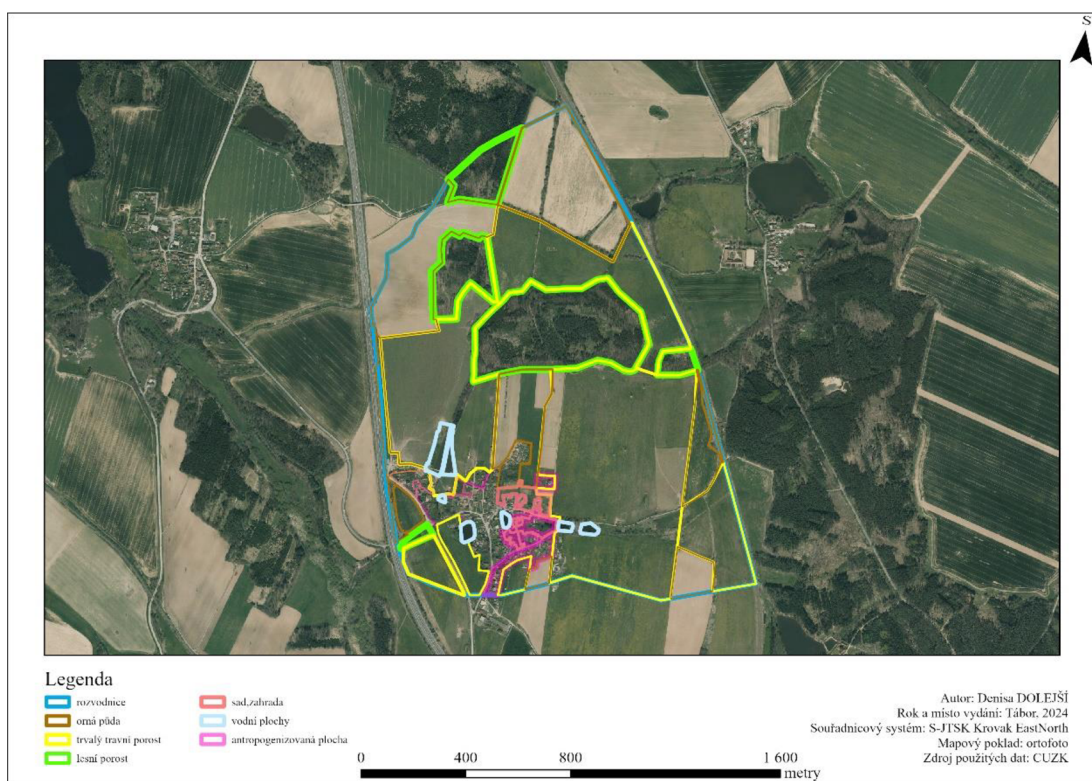 S
Legenda
rozvodnice
orná půda
trvalý travní porost
lesní porost
sad,zahrada
vodní plochy
antropogenizovaná plocha
0 400 800 1 600
metry
Autor: Denisa DOLEJŠÍ
Rok a místo vydání: Tábor, 2024
Souřadnicový systém: S-JTSK Krovak EastNorth
Mapový poklad: ortofoto
Zdroj použitých dat: CUZK